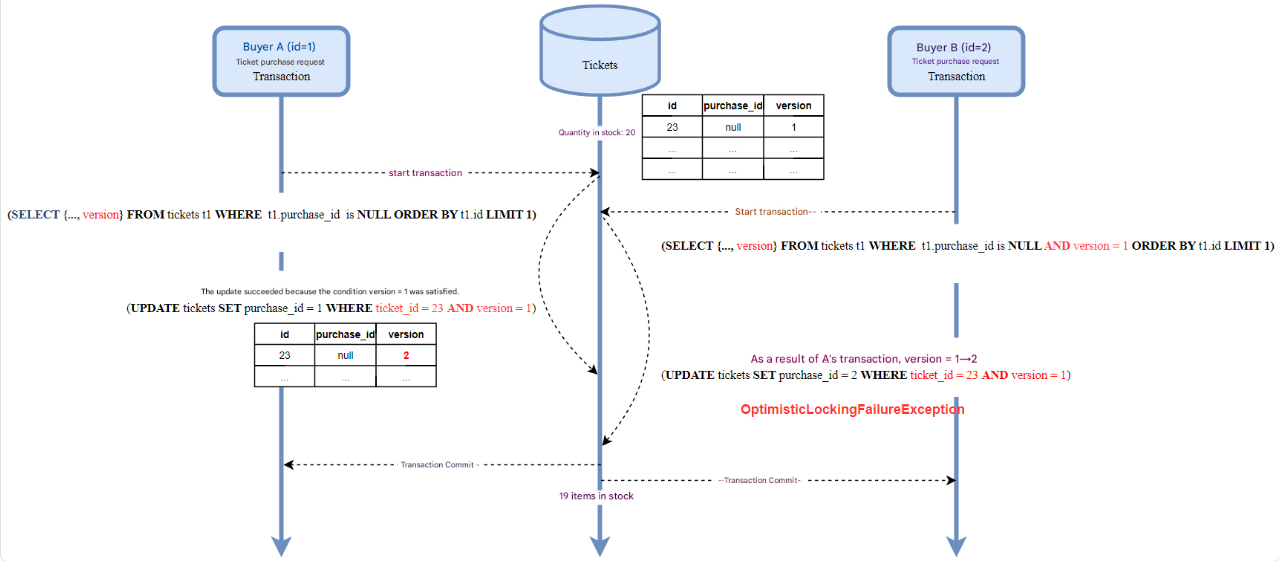 Buyer A (id=1)
Ticket purchase request
Transaction
Tickets
Buyer B (id=2)
Ticket purchase request
Transaction
id purchase_id version
23 null 1
... ... ...
... ... ...
Quantity in stock: 20
start transaction
(SELECT {..., version} FROM tickets t1 WHERE t1.purchase_id is NULL ORDER BY t1.id LIMIT 1)
Start transaction--
(SELECT {..., version} FROM tickets t1 WHERE t1.purchase_id is NULL AND version = 1 ORDER BY t1.id LIMIT 1)
The update succeeded because the condition version = 1 was satisfied.
(UPDATE tickets SET purchase_id = 1 WHERE ticket_id = 23 AND version = 1)
id purchase_id version
23 null 2
... ... ...
As a result of A's transaction, version = 1→2
(UPDATE tickets SET purchase_id = 2 WHERE ticket_id = 23 AND version = 1)
OptimisticLockingFailureException
Transaction Commit -
--Transaction Commit-
19 items in stock